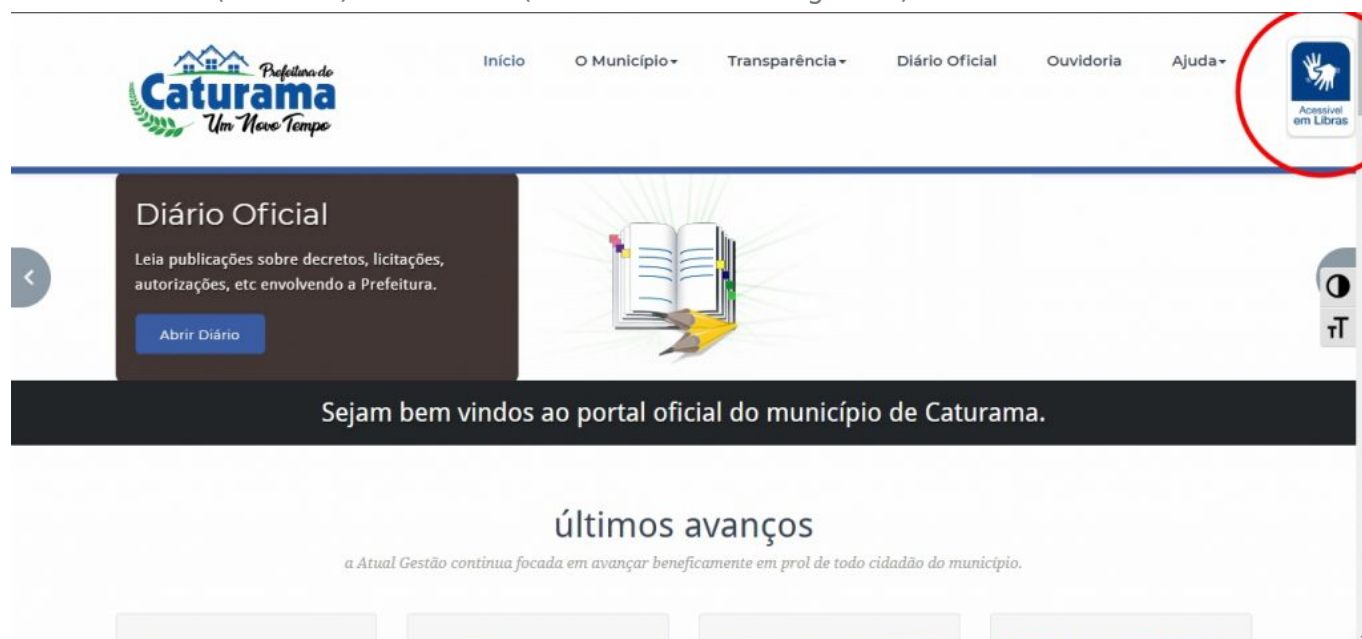 Prefeitura de
Caturama
Um Novo Tempo
Início O Município Transparência Diário Oficial Ouvidoria Ajuda
Acessível
em Libras
Diário Oficial
Leia publicações sobre decretos, licitações,
autorizações, etc envolvendo a Prefeitura.
Abrir Diário
TT
Sejam bem vindos ao portal oficial do município de Caturama.
últimos avanços
a Atual Gestão continua focada em avançar beneficamente em prol de todo cidadão do município.